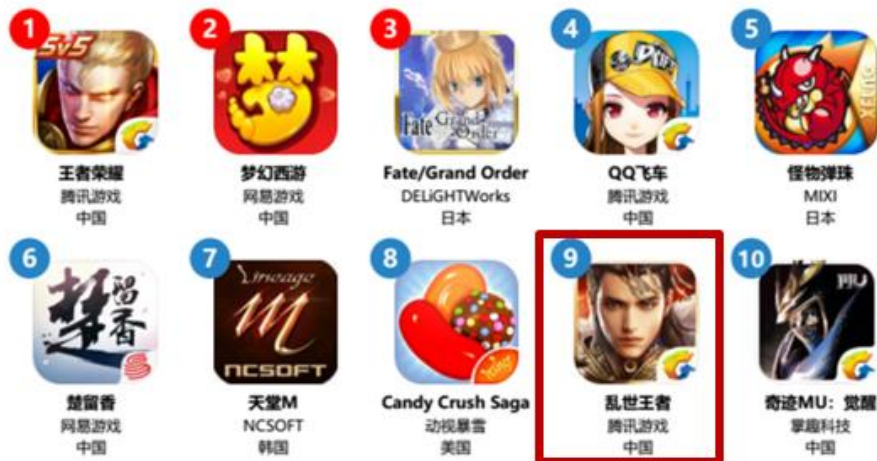 1
2
3
4
5
5v5
梦
Fate Grand Order
DRIFT
XFLAG
王者荣耀
梦幻西游
Fate/Grand Order
QQ飞车
怪物弹珠
腾讯游戏
网易游戏
DELiGHTWorks
腾讯游戏
MIXI
中国
中国
日本
中国
日本
6
7
8
9
10
楚留香
Lineage
M
NCSOFT
King
MU
楚留香
天堂M
Candy Crush Saga
乱世王者
奇迹MU：觉醒
网易游戏
NCSOFT
动视暴雪
腾讯游戏
掌趣科技
中国
韩国
美国
中国
中国